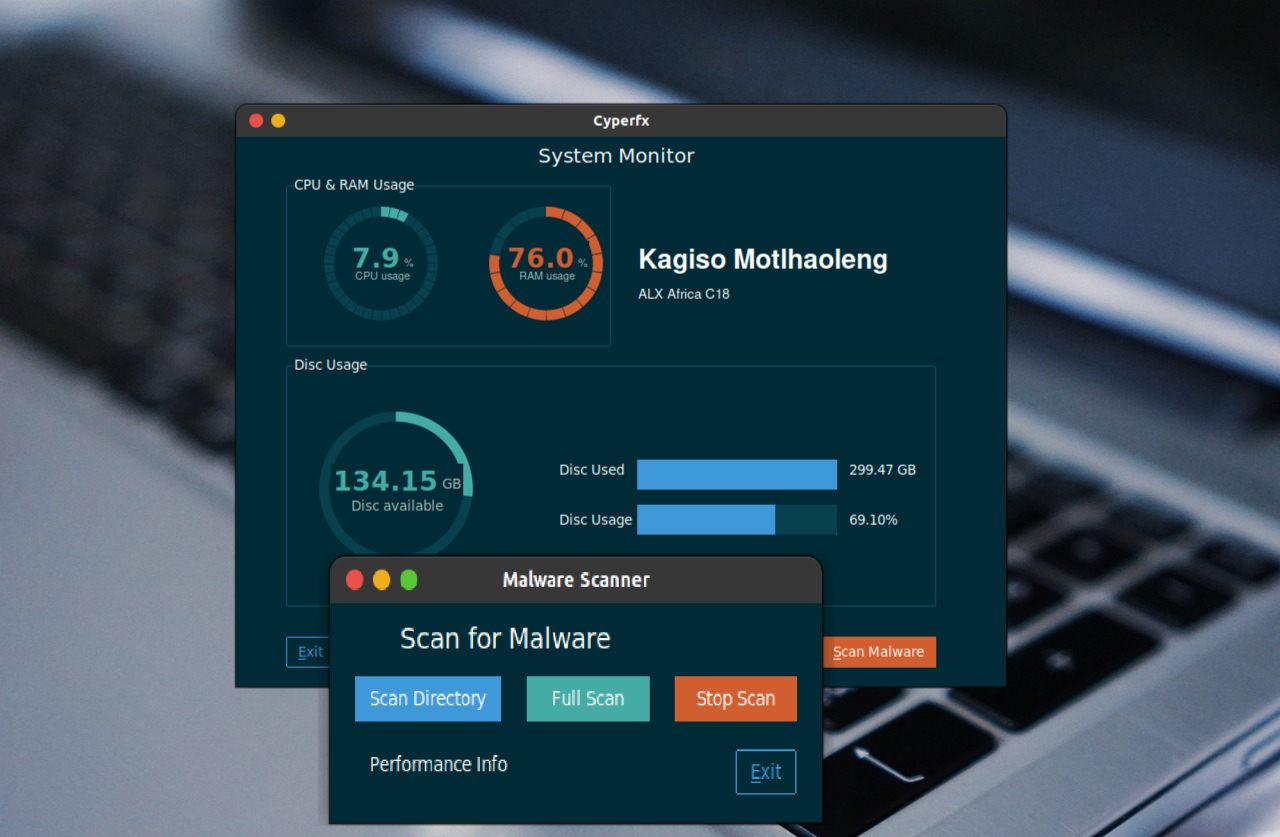 Cyperfx
System Monitor
CPU & RAM Usage
7.9 %
CPU usage
76.0 %
RAM usage
Kagiso Motlhaoleng
ALX Africa C18
Disc Usage
134.15 GB
Disc available
Disc Used 299.47 GB
Disc Usage 69.10%
Exit
Scan Malware
Malware Scanner
Scan for Malware
Scan Directory
Full Scan
Stop Scan
Performance Info
Exit